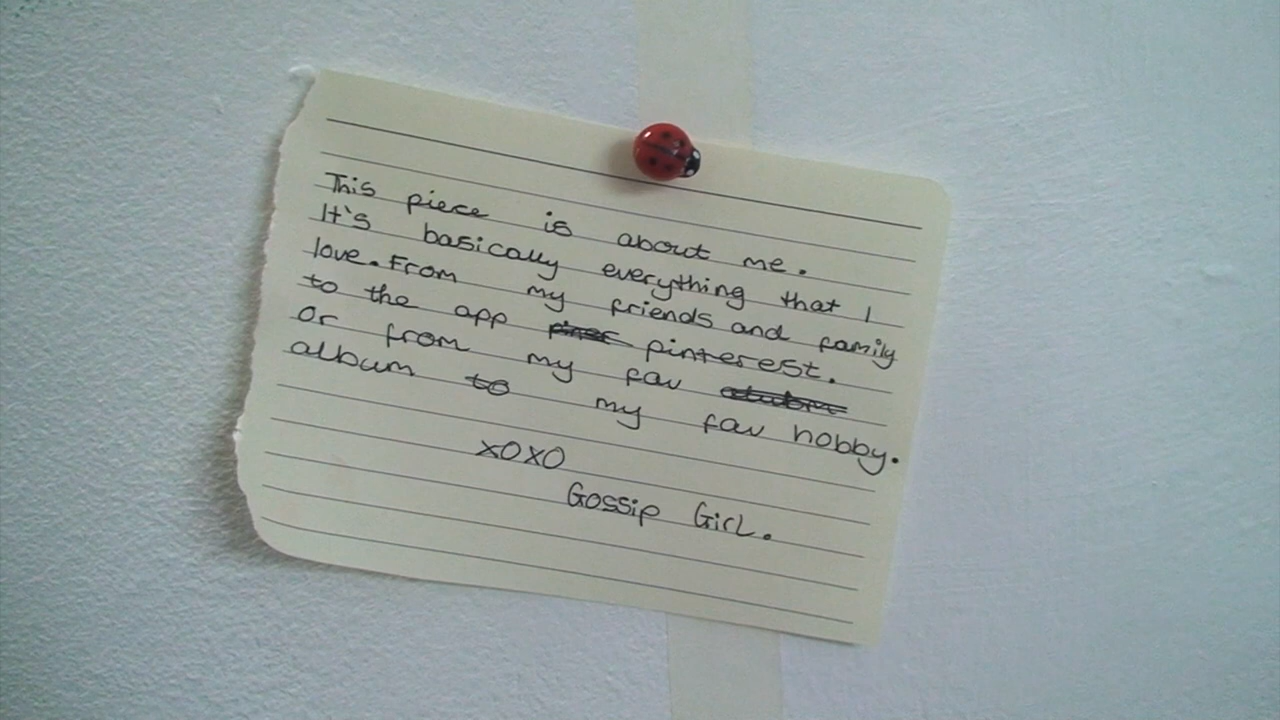 This piece is about me.
It's basically everything that I
love. From my friends and family
to the app pinterest.
Or from my fav
album to my fav hobby.
xoxo
Gossip Girl.